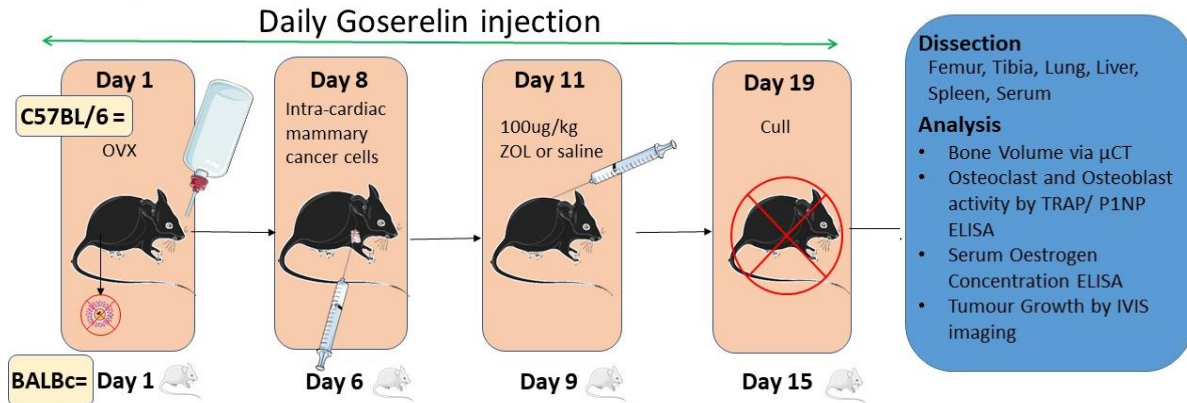 Daily Goserelin injection
Day 1
C57BL/6 =
OVX
Day 8
Intra-cardiac
mammary
cancer cells
Day 11
100ug/kg
ZOL or saline
Day 19
Cull
BALBc=
Day 1
Day 6
Day 9
Day 15
Dissection
Femur, Tibia, Lung, Liver,
Spleen, Serum
Analysis
• Bone Volume via µCT
• Osteoclast and Osteoblast
activity by TRAP/ P1NP
ELISA
• Serum Oestrogen
Concentration ELISA
• Tumour Growth by IVIS
imaging